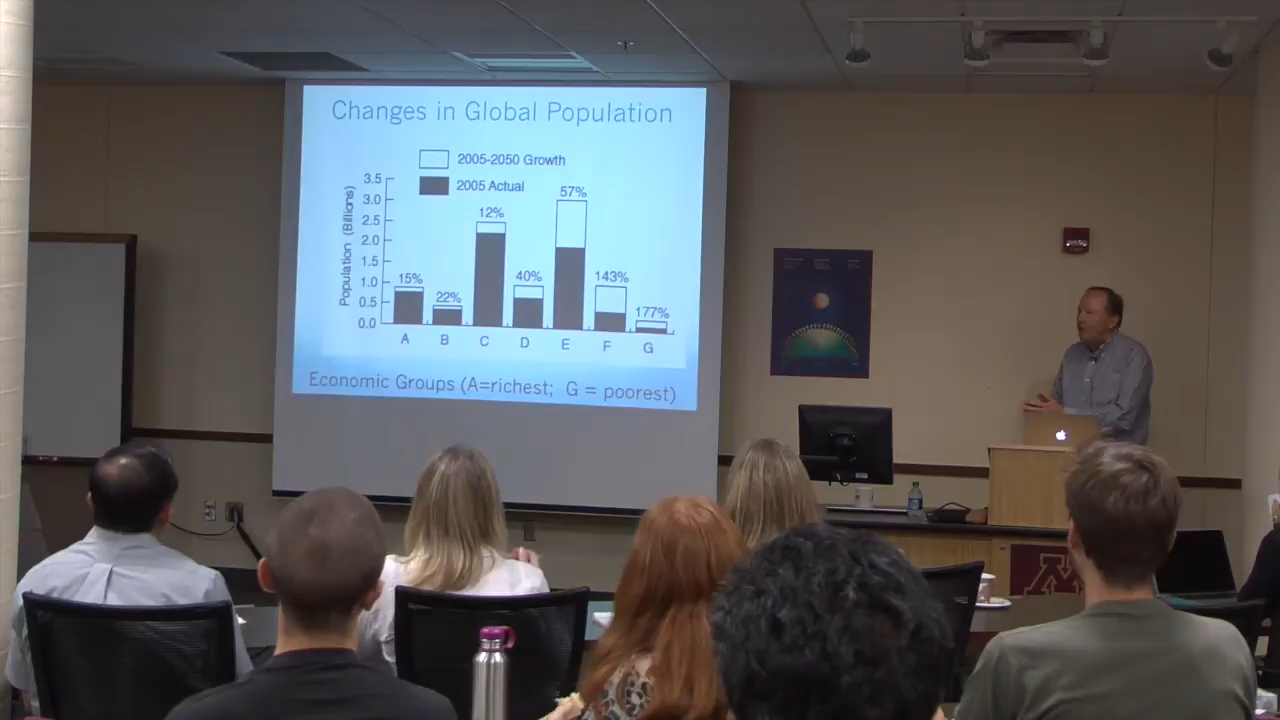 Changes in Global Population
2005-2050 Growth
2005 Actual
Population (Billions)
3.5
3.0
2.5
2.0
1.5
1.0
0.5
0.0
15%
22%
12%
40%
57%
143%
177%
A B C D E F G
Economic Groups (A=richest; G = poorest)
M